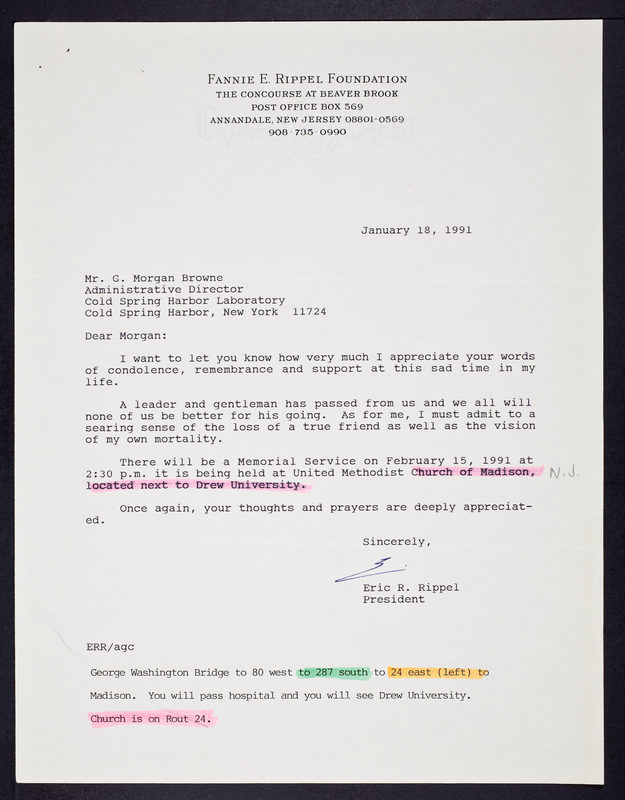 FANNIE E. RIPPEL FOUNDATION
THE CONCOURSE AT BEAVER BROOK
POST OFFICE BOX 569
ANNANDALE, NEW JERSEY 08801-0569
908-735-0990
January 18, 1991
Mr. G. Morgan Browne
Administrative Director
Cold Spring Harbor Laboratory
Cold Spring Harbor, New York 11724
Dear Morgan:
I want to let you know how very much I appreciate your words
of condolence, remembrance and support at this sad time in my
life.
A leader and gentleman has passed from us and we all will
none of us be better for his going. As for me, I must admit to a
searing sense of the loss of a true friend as well as the vision
of my own mortality.
There will be a Memorial Service on February 15, 1991 at
2:30 p.m. it is being held at United Methodist Church of Madison, N.J.
located next to Drew University.
Once again, your thoughts and prayers are deeply appreciat-
ed.
Sincerely,
Eric R. Rippel
President
ERR/agc
George Washington Bridge to 80 west to 287 south to 24 east (left) to
Madison. You will pass hospital and you will see Drew University.
Church is on Rout 24.